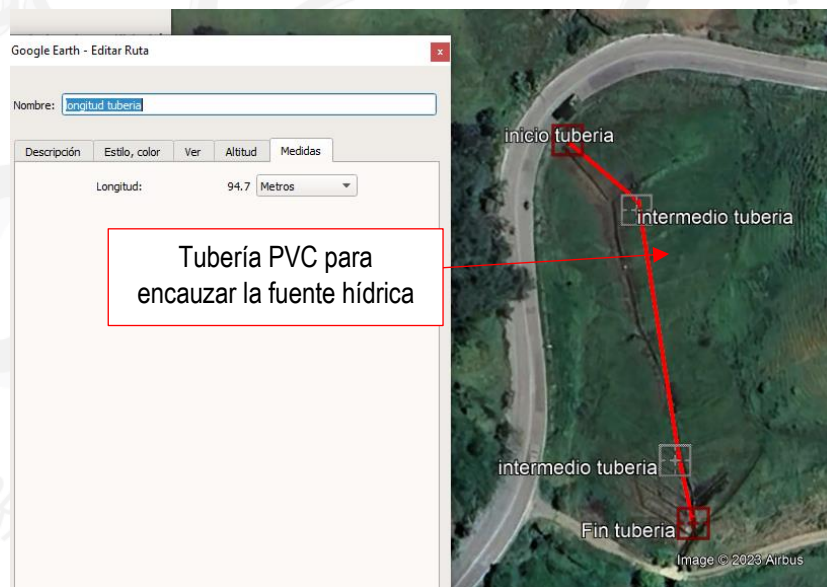 Google Earth - Editar Ruta
x
Nombre: longitud tuberia
Descripción Estilo, color Ver Altitud Medidas
Longitud: 94.7 Metros
Tubería PVC para
encauzar la fuente hídrica
inicio tuberia
intermedio tuberia
intermedio tuberia
Fin tuberia
Image © 2023 Airbus